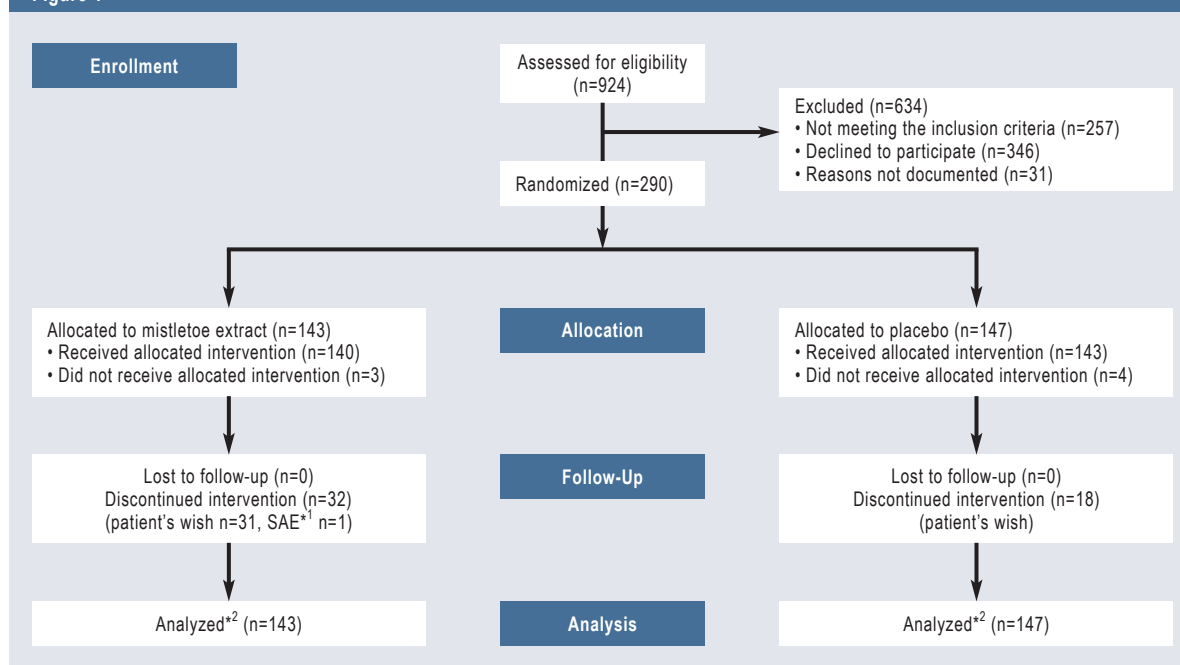 Enrollment
Assessed for eligibility
(n=924)
Excluded (n=634)
• Not meeting the inclusion criteria (n=257)
• Declined to participate (n=346)
• Reasons not documented (n=31)
Randomized (n=290)
Allocated to mistletoe extract (n=143)
• Received allocated intervention (n=140)
• Did not receive allocated intervention (n=3)
Allocation
Allocated to placebo (n=147)
• Received allocated intervention (n=143)
• Did not receive allocated intervention (n=4)
Lost to follow-up (n=0)
Discontinued intervention (n=32)
(patient's wish n=31, SAE*1 n=1)
Follow-Up
Lost to follow-up (n=0)
Discontinued intervention (n=18)
(patient's wish)
Analyzed*2 (n=143)
Analysis
Analyzed*2 (n=147)